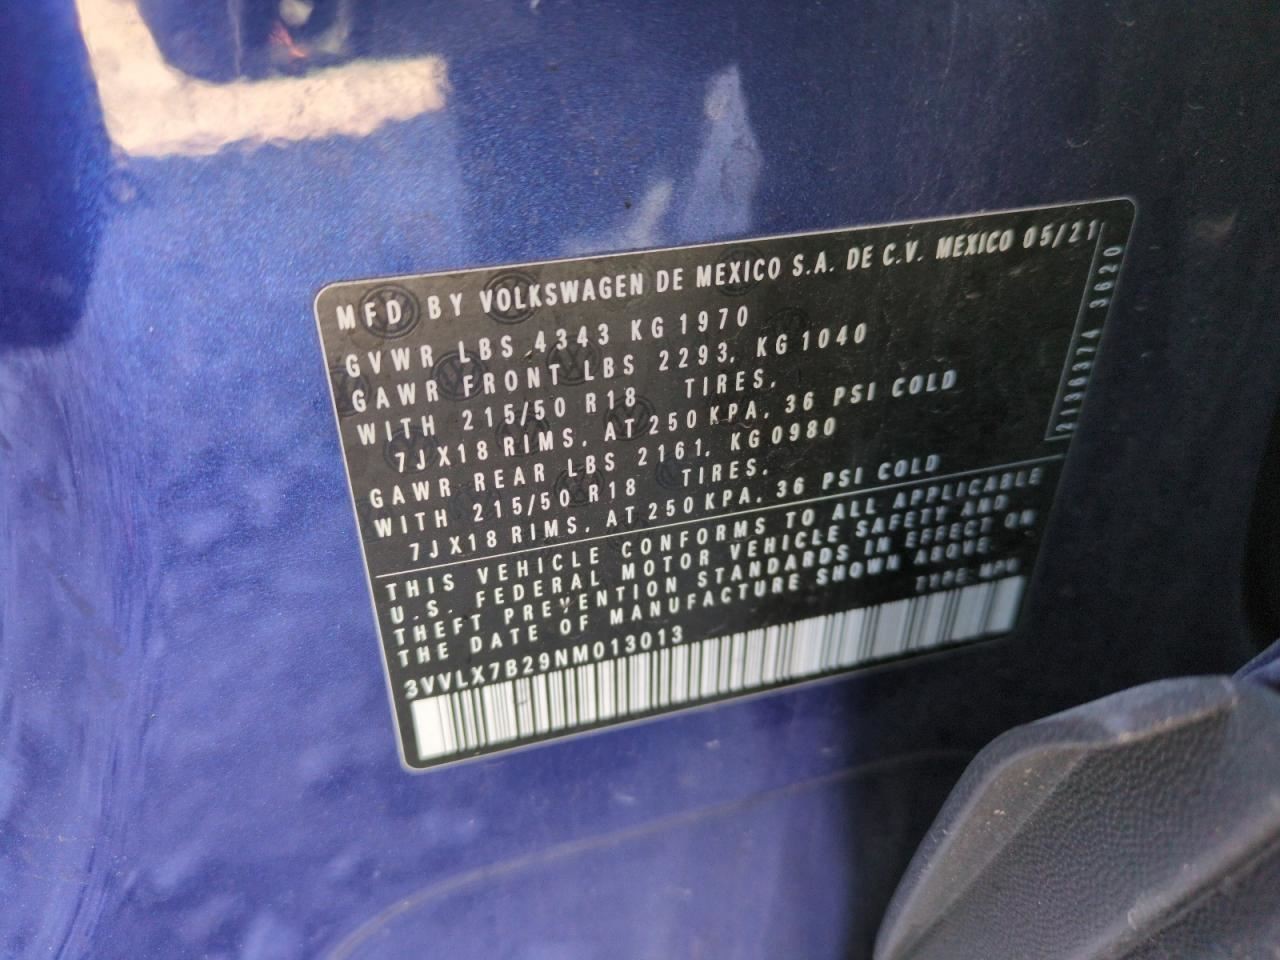 MFD BY VOLKSWAGEN DE MEXICO S.A. DE C.V. MEXICO 05/21
GVWR LBS 4343 KG 1970
GAWR FRONT LBS 2293, KG 1040
WITH 215/50 R18 TIRES,
7JX18 RIMS, AT 250 KPA, 36 PSI COLD
GAWR REAR LBS 2161, KG 0980
WITH 215/50 R18 TIRES,
7JX18 RIMS, AT 250 KPA, 36 PSI COLD
THIS VEHICLE CONFORMS TO ALL APPLICABLE
U.S. FEDERAL MOTOR VEHICLE SAFETY AND
THEFT PREVENTION STANDARDS IN EFFECT ON
THE DATE OF MANUFACTURE SHOWN ABOVE.
3VVLX7B29NM013013 TYPE: MPV
21386374 3620